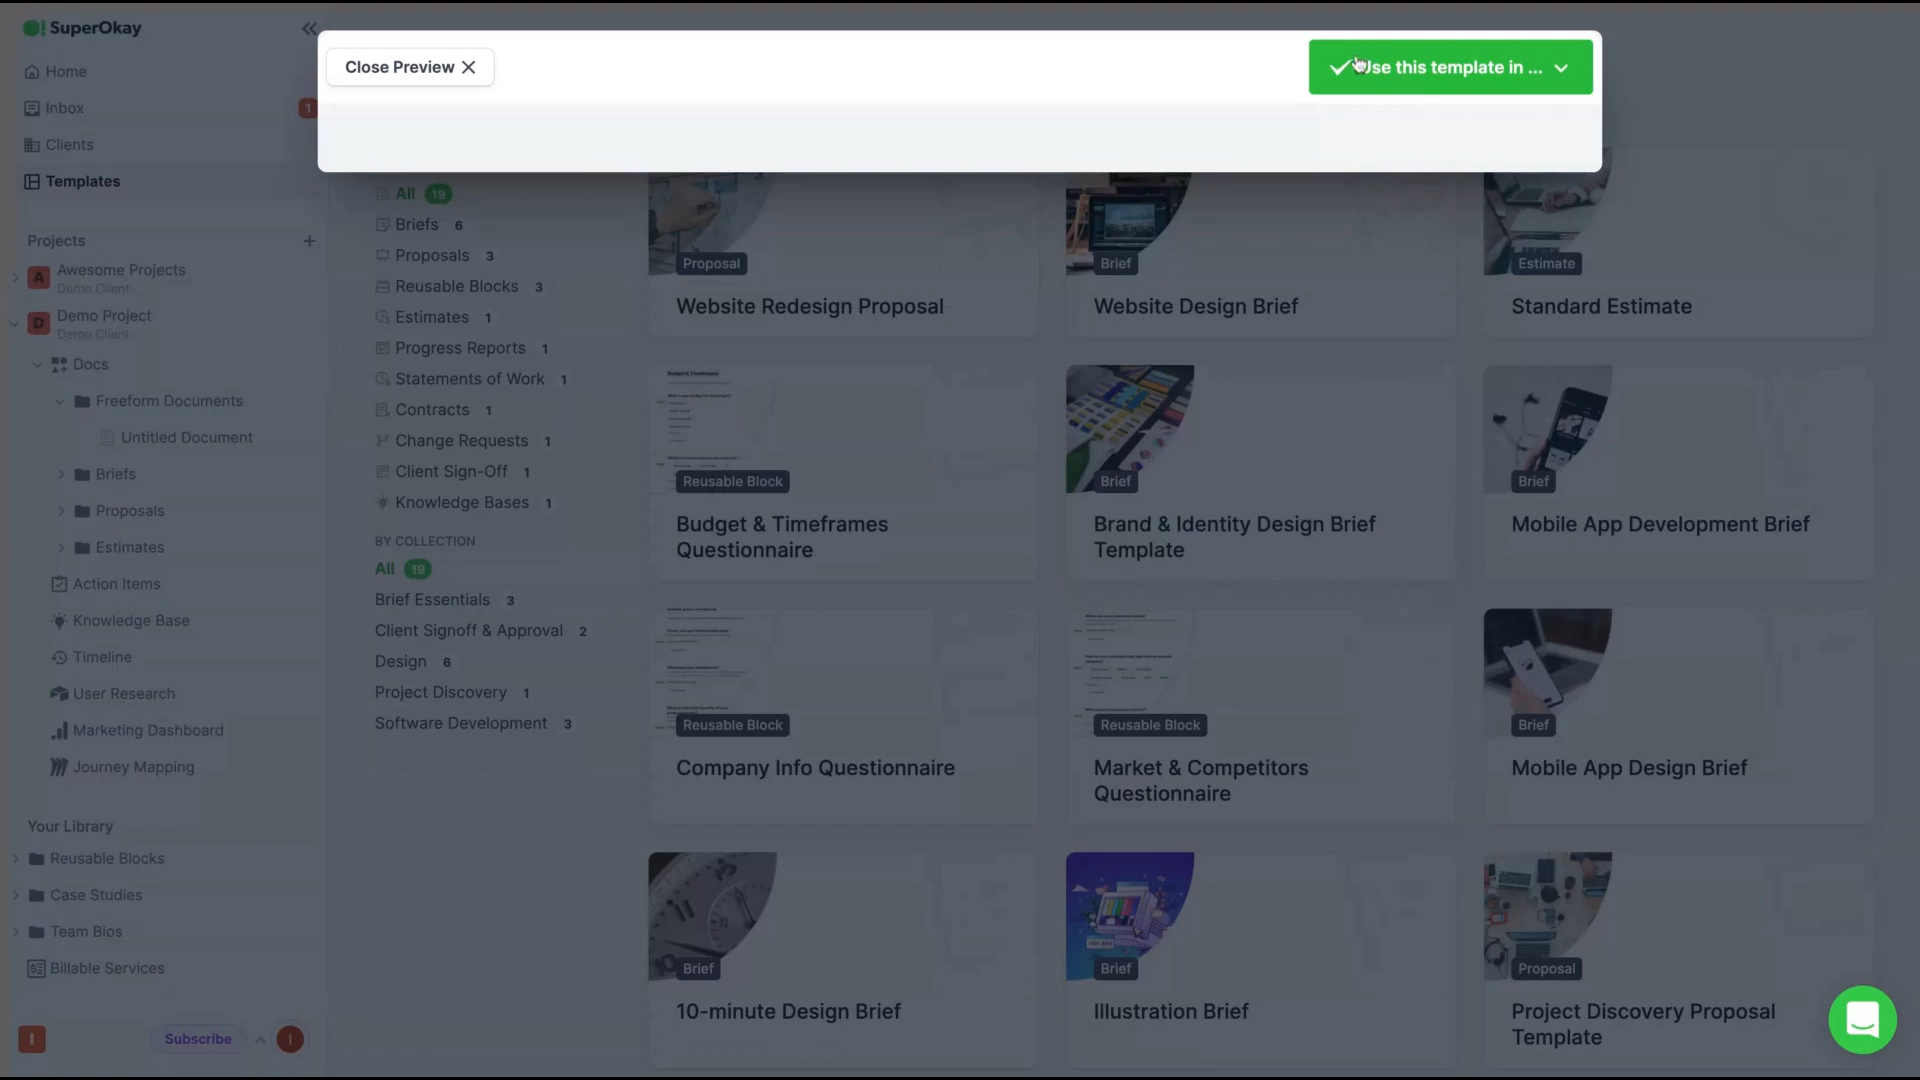 SuperOkay
Home
Inbox
1
Clients
Templates
Projects
Awesome Projects
Demo Client
Demo Project
Demo Client
Docs
Freeform Documents
Untitled Document
Briefs
Proposals
Estimates
Action Items
Knowledge Base
Timeline
User Research
Marketing Dashboard
Journey Mapping
Your Library
Reusable Blocks
Case Studies
Team Bios
Billable Services
I
Subscribe
I
Close Preview
Use this template in ...
All 19
Briefs 6
Proposals 3
Reusable Blocks 3
Estimates 1
Progress Reports 1
Statements of Work 1
Contracts 1
Change Requests 1
Client Sign-Off 1
Knowledge Bases 1
BY COLLECTION
All 19
Brief Essentials 3
Client Signoff & Approval 2
Design 6
Project Discovery 1
Software Development 3
Proposal
Website Redesign Proposal
Brief
Website Design Brief
Estimate
Standard Estimate
Budget & Timeframes
Reusable Block
Budget & Timeframes
Questionnaire
Brief
Brand & Identity Design Brief
Template
Brief
Mobile App Development Brief
Reusable Block
Company Info Questionnaire
Reusable Block
Market & Competitors
Questionnaire
Brief
Mobile App Design Brief
Brief
10-minute Design Brief
Brief
Illustration Brief
Proposal
Project Discovery Proposal
Template